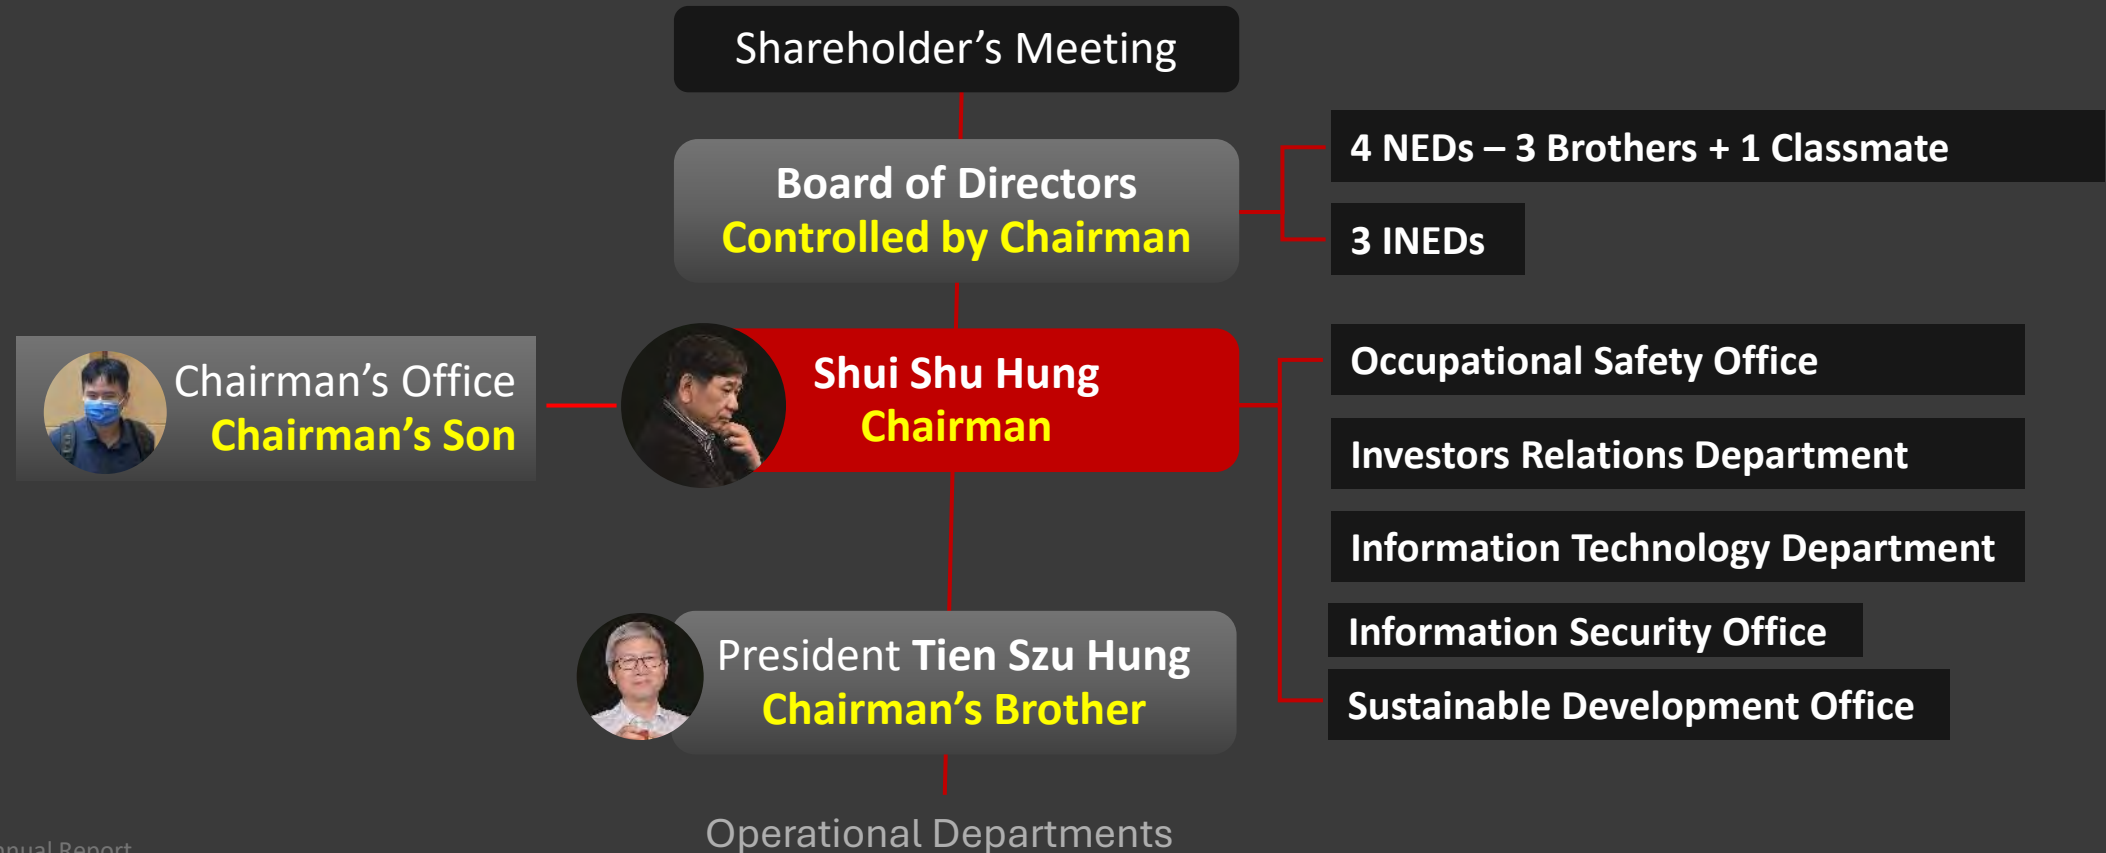 Shareholder’s Meeting
Board of Directors
Controlled by Chairman
4 NEDs – 3 Brothers + 1 Classmate
3 INEDs
Chairman’s Office
Chairman’s Son
Shui Shu Hung
Chairman
Occupational Safety Office
Investors Relations Department
Information Technology Department
Information Security Office
Sustainable Development Office
President Tien Szu Hung
Chairman’s Brother
Operational Departments
Report